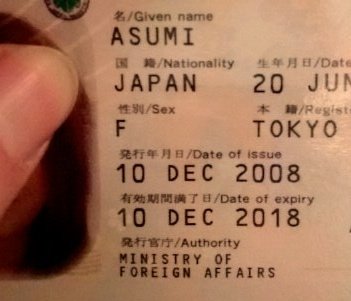 名/Given name
ASUMI
国 籍/Nationality 生年月日/Date
JAPAN 20 JUN
性別/Sex 本 籍/Registe
F TOKYO
発行年月日/Date of issue
10 DEC 2008
有効期間満了日/Date of expiry
10 DEC 2018
発行官庁/Authority
MINISTRY OF
FOREIGN AFFAIRS